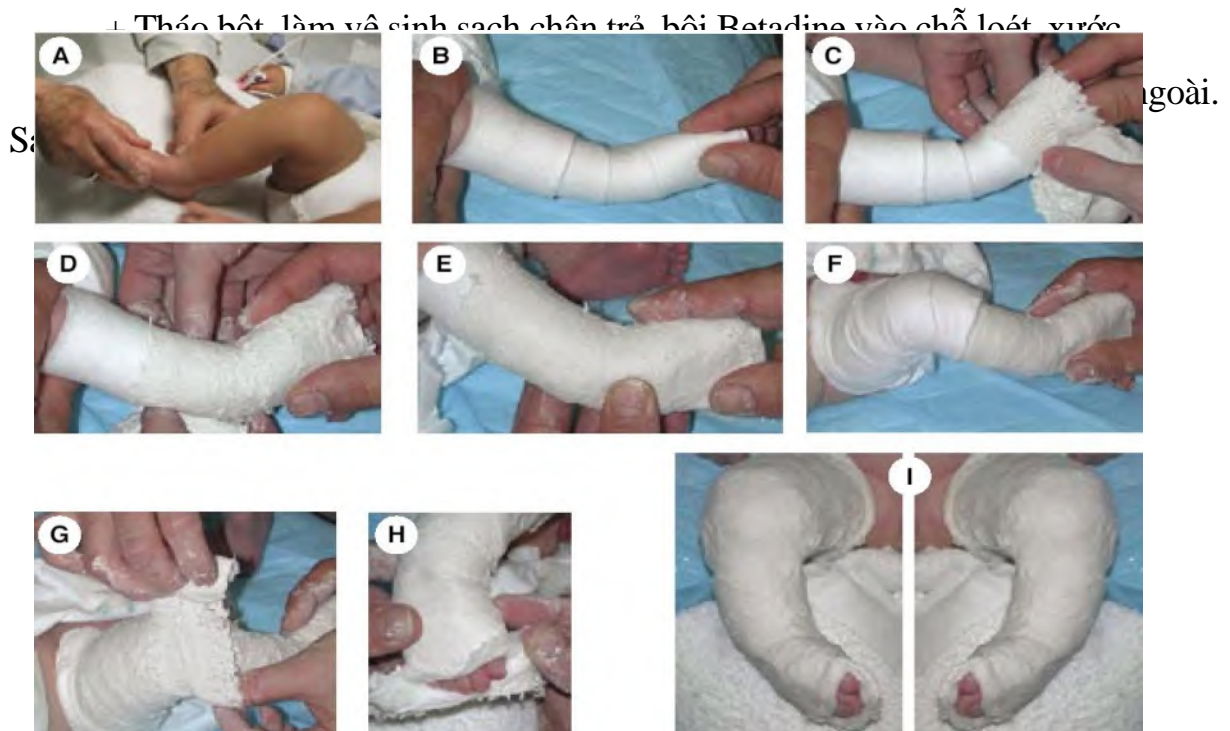 + Tháo bột, làm vệ sinh sạch chân trẻ, bôi Betadine vào chỗ loét, xước
A
B
C
ngoài.
D
E
F
G
H
I